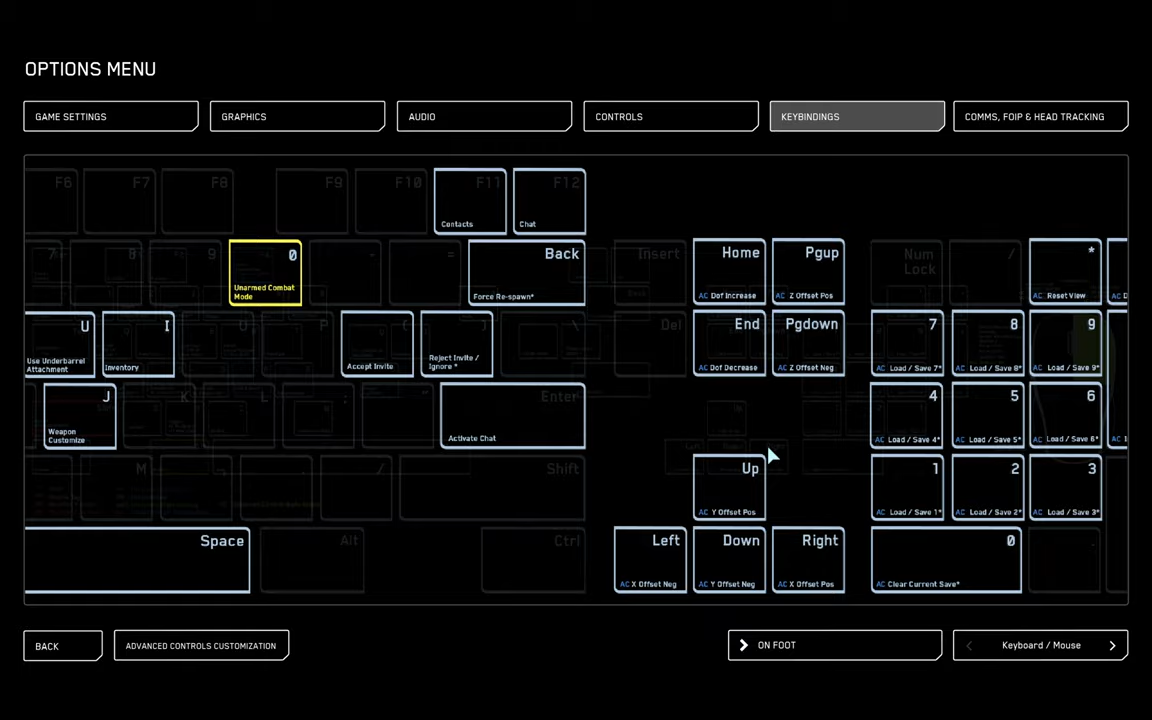 OPTIONS MENU
GAME SETTINGS
GRAPHICS
AUDIO
CONTROLS
KEYBINDINGS
COMMS, FOIP & HEAD TRACKING
F6
F7
F8
F9
F10
F11
Contacts
F12
Chat
7
8
9
0
Unarmed Combat
Mode
-
=
Back
Force Re-spawn*
Insert
Home
AC Dof Increase
Pgup
AC Z Offset Pos
Num
Lock
/
*
AC Reset View
U
Use Underbarrel
Attachment
I
Inventory
P
Accept Invite
Reject Invite /
Ignore *
\
Del
End
AC Dof Decrease
Pgdown
AC Z Offset Neg
7
AC Load / Save 7*
8
AC Load / Save 8*
9
AC Load / Save 9*
J
Weapon
Customize
K
L
;
Enter
Activate Chat
4
AC Load / Save 4*
5
AC Load / Save 5*
6
AC Load / Save 6*
M
/
Shift
Up
AC Y Offset Pos
1
AC Load / Save 1*
2
AC Load / Save 2*
3
AC Load / Save 3*
Space
Alt
Ctrl
Left
AC X Offset Neg
Down
AC Y Offset Neg
Right
AC X Offset Pos
0
AC Clear Current Save*
.
BACK
ADVANCED CONTROLS CUSTOMIZATION
ON FOOT
Keyboard / Mouse